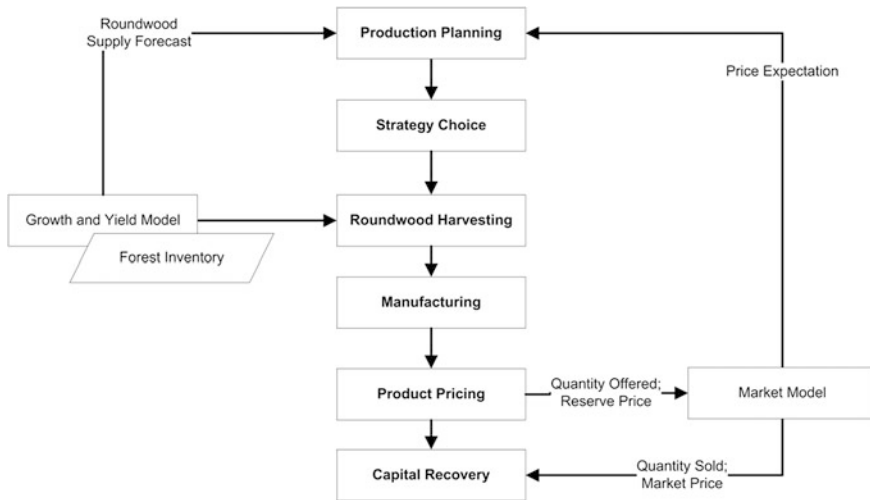 Roundwood
Supply Forecast
Production Planning
Price Expectation
Strategy Choice
Growth and Yield Model
Roundwood Harvesting
Forest Inventory
Manufacturing
Product Pricing
Quantity Offered;
Reserve Price
Market Model
Capital Recovery
Quantity Sold;
Market Price